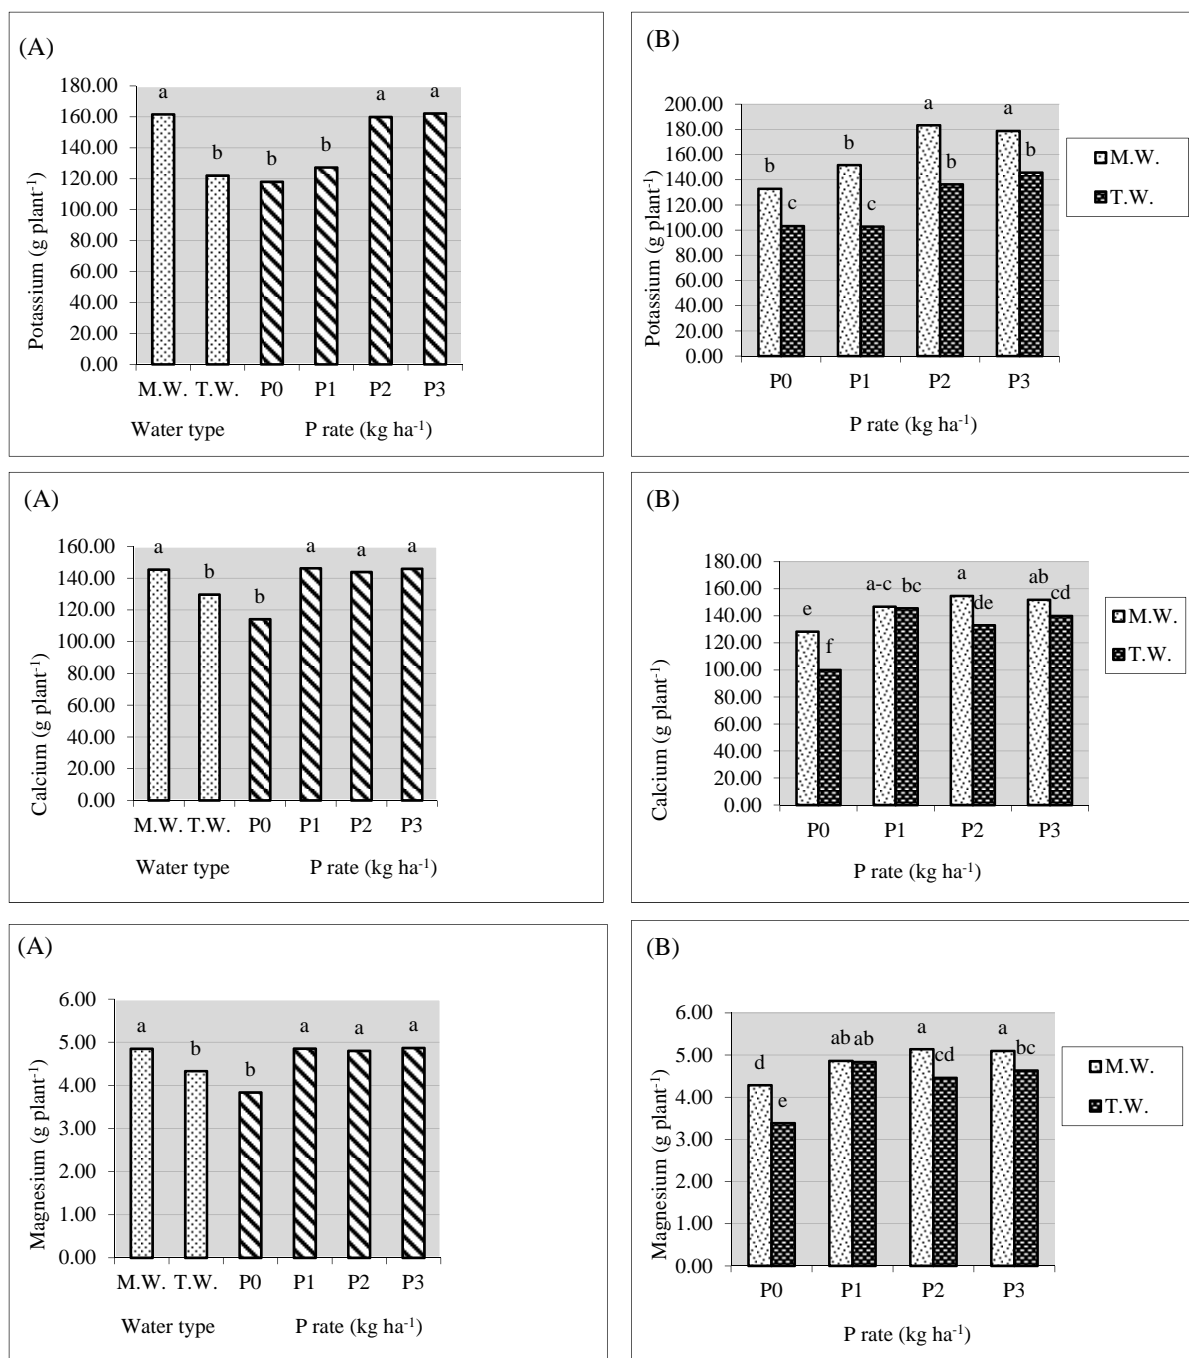 (A)
180.00
160.00
140.00
120.00
100.00
80.00
60.00
40.00
20.00
0.00
Potassium (g plant-1)
a
b
b
b
a
a
M.W. T.W. P0 P1 P2 P3
Water type P rate (kg ha-1)
(B)
200.00
180.00
160.00
140.00
120.00
100.00
80.00
60.00
40.00
20.00
0.00
Potassium (g plant-1)
b
c
b
c
a
b
a
b
P0 P1 P2 P3
P rate (kg ha-1)
M.W.
T.W.
(A)
160.00
140.00
120.00
100.00
80.00
60.00
40.00
20.00
0.00
Calcium (g plant-1)
a
b
b
a
a
a
M.W. T.W. P0 P1 P2 P3
Water type P rate (kg ha-1)
(B)
180.00
160.00
140.00
120.00
100.00
80.00
60.00
40.00
20.00
0.00
Calcium (g plant-1)
e
f
a-c
bc
a
de
ab
cd
P0 P1 P2 P3
P rate (kg ha-1)
M.W.
T.W.
(A)
6.00
5.00
4.00
3.00
2.00
1.00
0.00
Magnesium (g plant-1)
a
b
b
a
a
a
M.W. T.W. P0 P1 P2 P3
Water type P rate (kg ha-1)
(B)
6.00
5.00
4.00
3.00
2.00
1.00
0.00
Magnesium (g plant-1)
d
e
ab
ab
a
cd
a
bc
P0 P1 P2 P3
P rate (kg ha-1)
M.W.
T.W.